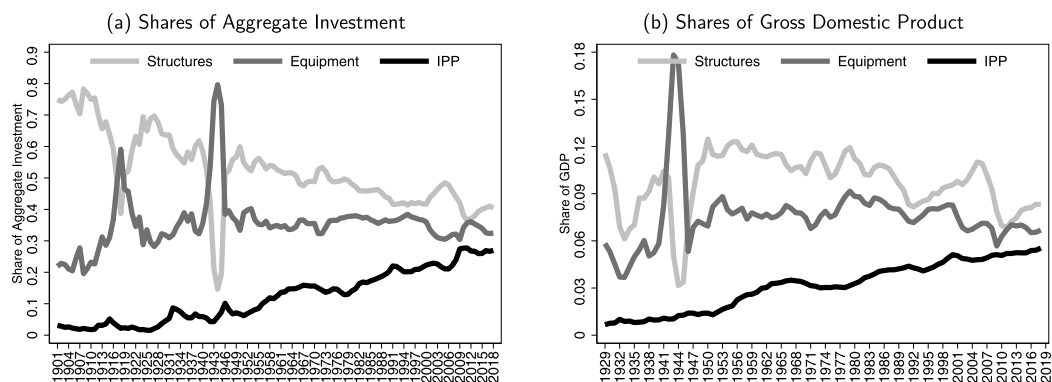 (a) Shares of Aggregate Investment
Structures Equipment IPP
Share of Aggregate Investment
0.9
0.8
0.7
0.6
0.5
0.4
0.3
0.2
0.1
0
1901 1904 1907 1910 1913 1916 1919 1922 1925 1928 1931 1934 1937 1940 1943 1946 1949 1952 1955 1958 1961 1964 1967 1970 1973 1976 1979 1982 1985 1988 1991 1994 1997 2000 2003 2006 2009 2012 2015 2018
(b) Shares of Gross Domestic Product
Structures Equipment IPP
Share of GDP
0.18
0.15
0.12
0.09
0.06
0.03
0
1929 1932 1935 1938 1941 1944 1947 1950 1953 1956 1959 1962 1965 1968 1971 1974 1977 1980 1983 1986 1989 1992 1995 1998 2001 2004 2007 2010 2013 2016 2019